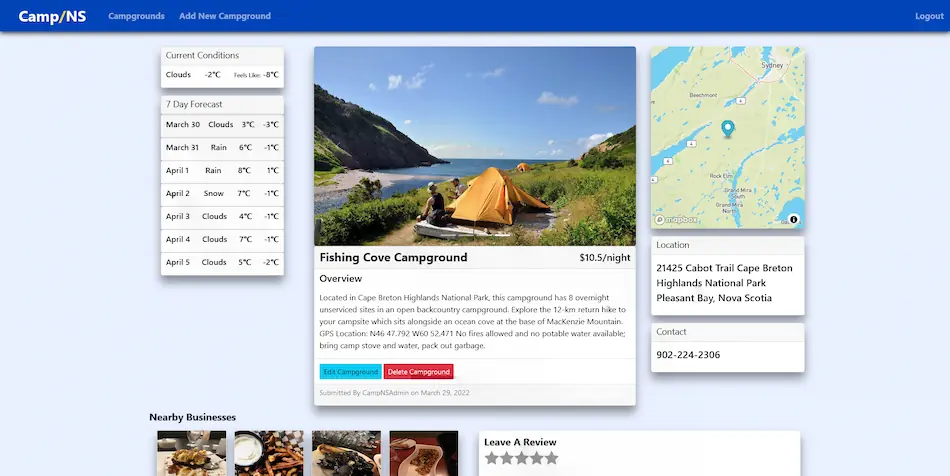 Camp/NS
Campgrounds
Add New Campground
Logout
Current Conditions
Clouds -2°C Feels Like: -8°C
7 Day Forecast
March 30 Clouds 3°C -3°C
March 31 Rain 6°C -1°C
April 1 Rain 8°C 1°C
April 2 Snow 7°C -1°C
April 3 Clouds 4°C -1°C
April 4 Clouds 7°C -1°C
April 5 Clouds 5°C -2°C
Fishing Cove Campground
$10.5/night
Overview
Located in Cape Breton Highlands National Park, this campground has 8 overnight
unserviced sites in an open backcountry campground. Explore the 12-km return hike to
your campsite which sits alongside an ocean cove at the base of MacKenzie Mountain.
GPS Location: N46 47.792 W60 52.471 No fires allowed and no potable water available;
bring camp stove and water, pack out garbage.
Edit Campground
Delete Campground
Submitted By CampNSAdmin on March 29, 2022
Sydney
Beechmont
4
4
4
Rock Elm
Grand Mira
South
Grand Mira
North
mapbox
Location
21425 Cabot Trail Cape Breton
Highlands National Park
Pleasant Bay, Nova Scotia
Contact
902-224-2306
Nearby Businesses
Leave A Review